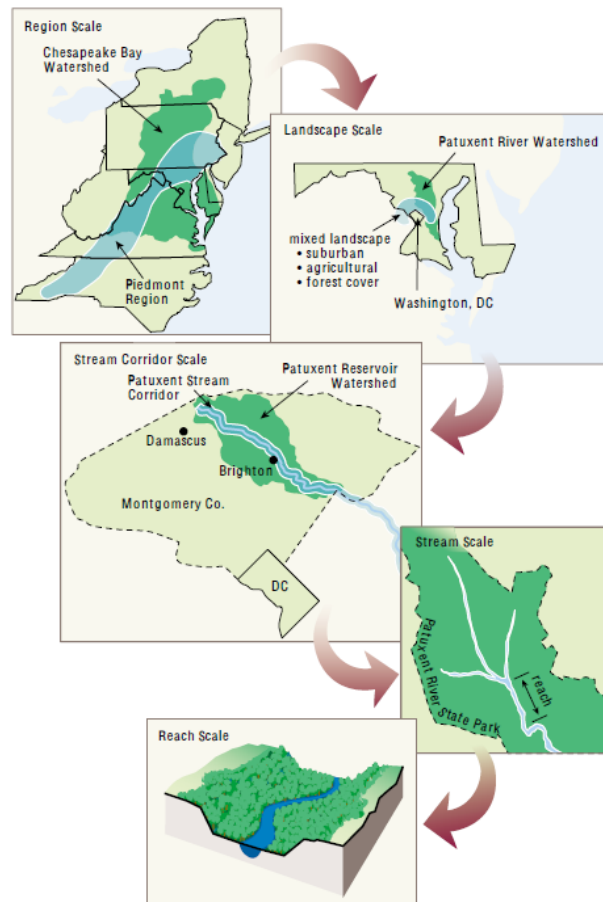 Region Scale
Chesapeake Bay
Watershed
Piedmont
Region
Landscape Scale
Patuxent River Watershed
mixed landscape
• suburban
• agricultural
• forest cover
Washington, DC
Stream Corridor Scale
Patuxent Stream
Corridor
Patuxent Reservoir
Watershed
Damascus
Brighton
Montgomery Co.
DC
Stream Scale
Patuxent River
State Park
reach
Reach Scale